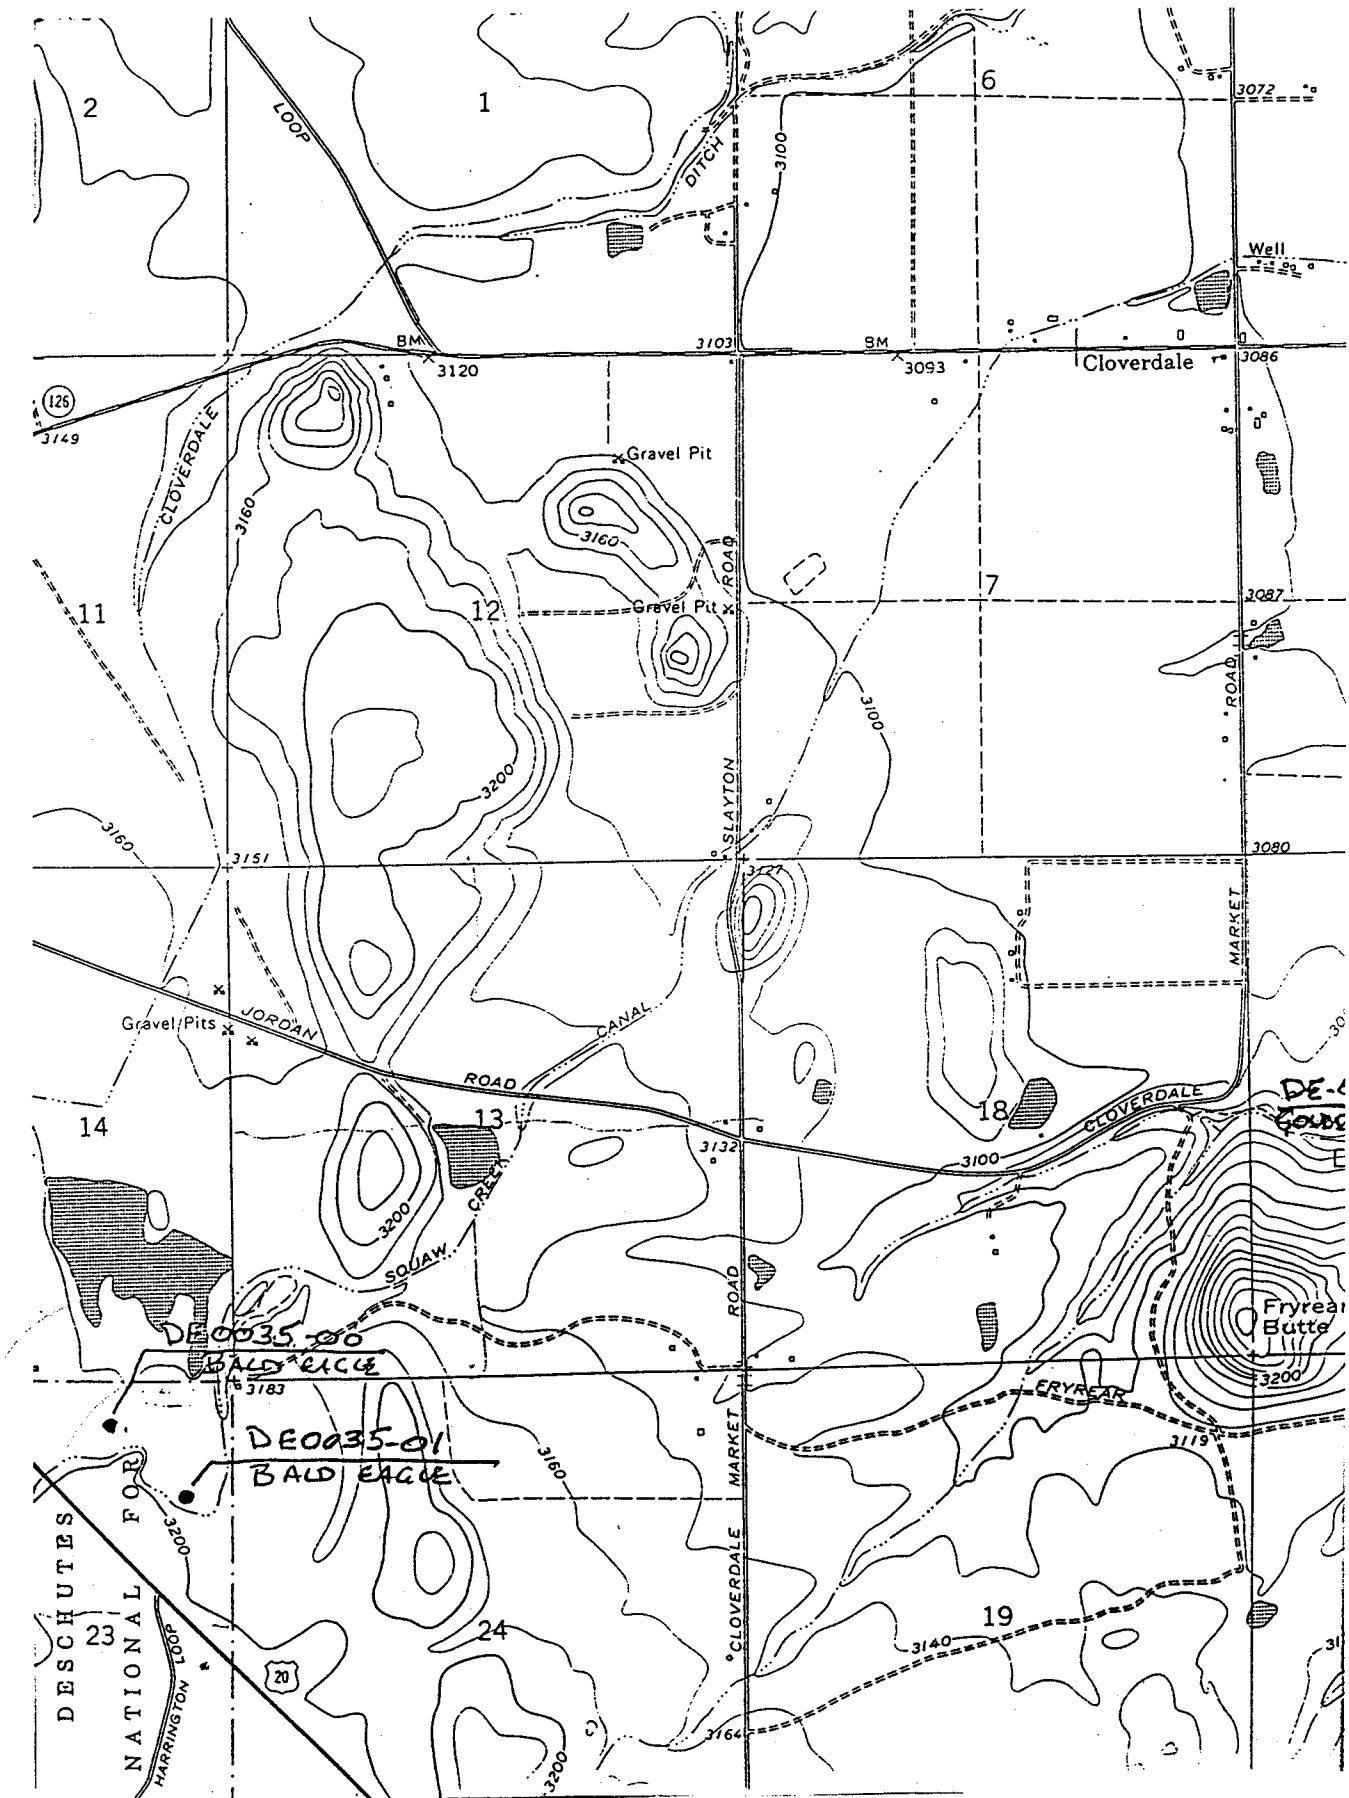 2
1
6
3072
LOOP
DITCH
3100
Well
BM
3120
3103
BM
3093
Cloverdale
3086
126
3149
CLOVERDALE
3160
Gravel Pit
3160
ROAD
11
12
Gravel Pit
7
3087
ROAD
3100
3200
SLAYTON
3160
3151
3127
3080
MARKET
Gravel Pits
JORDAN
ROAD
CANAL
14
13
18
CLOVERDALE
3132
3100
CREEK
3200
SQUAW
ROAD
Fryrear
Butte
DE0035-00
BALD EAGLE
3183
3200
FRYREAR
3119
DE0035-01
BALD EAGLE
3160
MARKET
3200
DESCHUTES
NATIONAL FOR
23
24
19
CLOVERDALE
3140
HARRINGTON LOOP
20
3164
3200